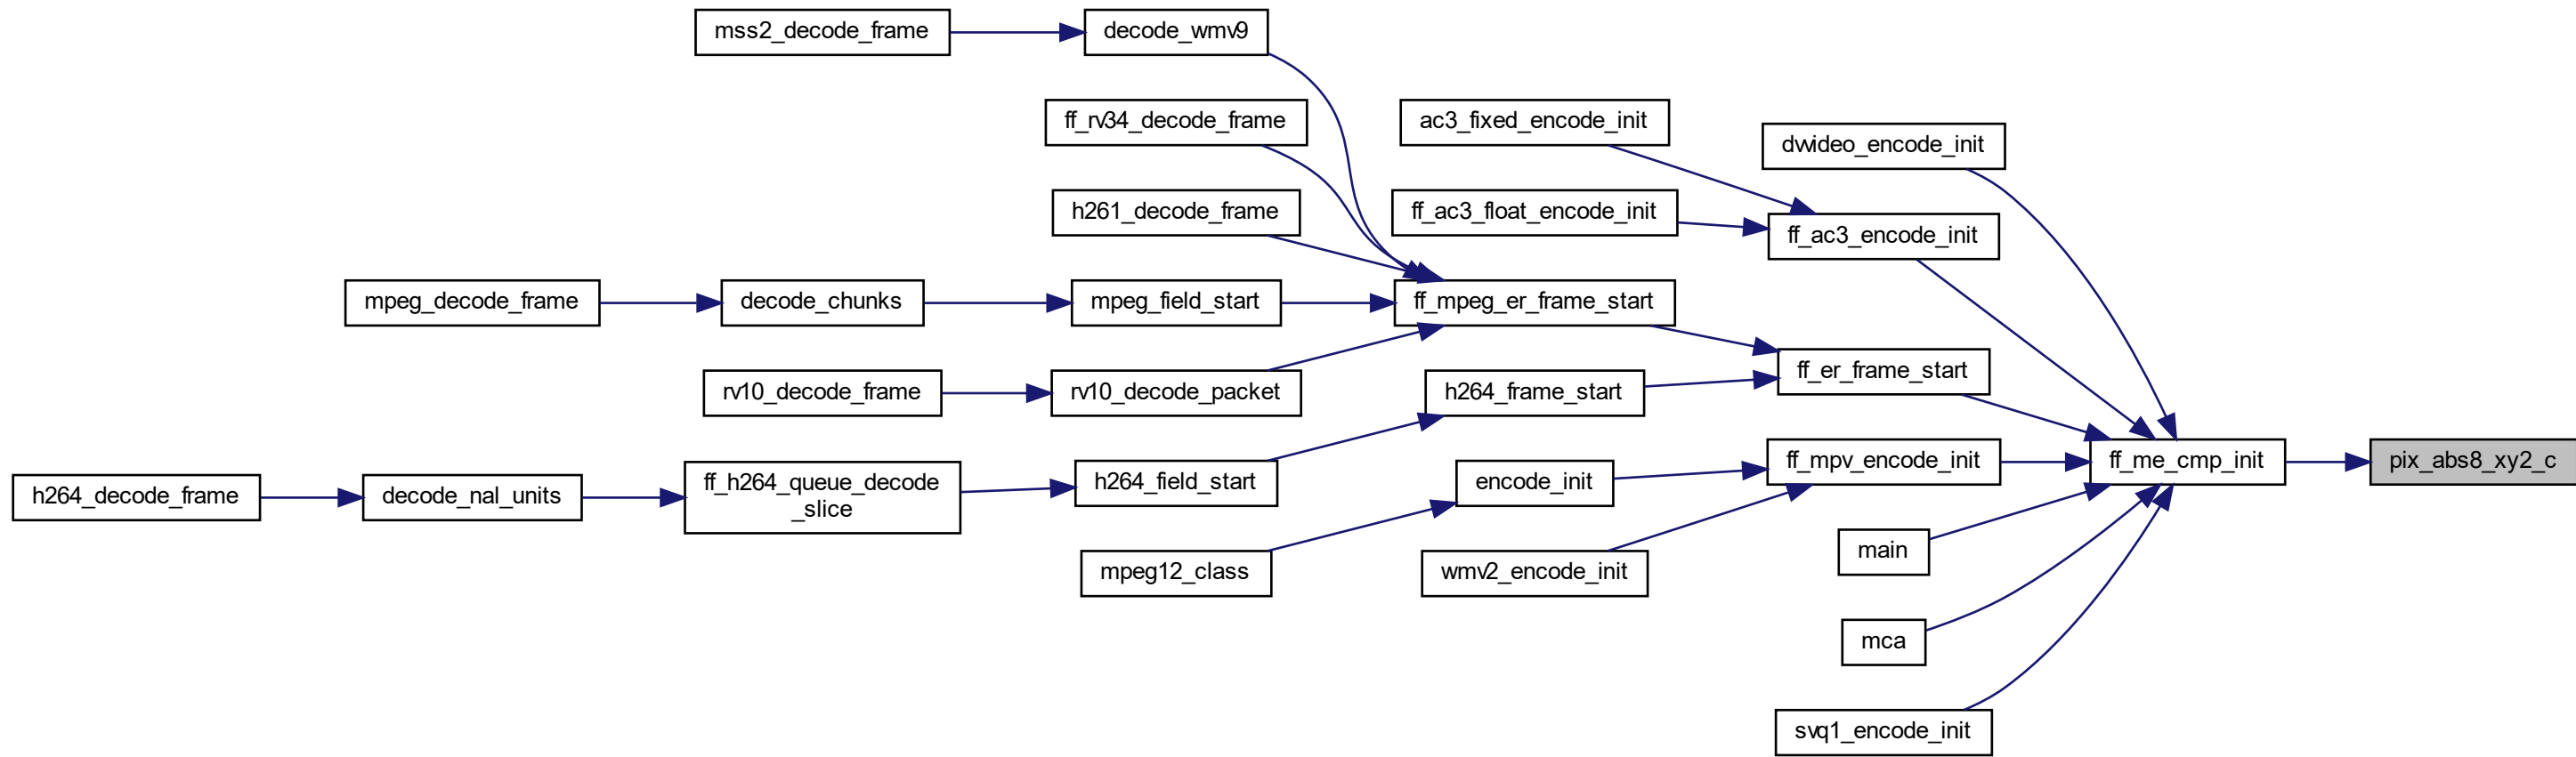 mss2_decode_frame
decode_wmv9
ff_rv34_decode_frame
ac3_fixed_encode_init
dwideo_encode_init
h261_decode_frame
ff_ac3_float_encode_init
ff_ac3_encode_init
mpeg_decode_frame
decode_chunks
mpeg_field_start
ff_mpeg_er_frame_start
ff_er_frame_start
rv10_decode_frame
rv10_decode_packet
h264_frame_start
ff_mpv_encode_init
ff_me_cmp_init
pix_abs8_xy2_c
h264_decode_frame
decode_nal_units
ff_h264_queue_decode
_slice
h264_field_start
encode_init
main
mpeg12_class
wmv2_encode_init
mca
svq1_encode_init